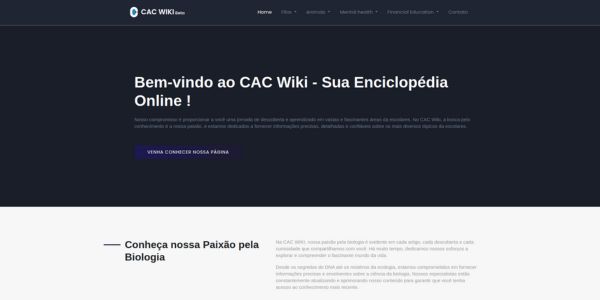 CAC WIKI Beta
Home Filos Animais Mental health Financial Education Contato
Bem-vindo ao CAC Wiki - Sua Enciclopédia
Online !
Nosso compromisso é proporcionar a você uma jornada de descoberta e aprendizado em vastas e fascinantes áreas da escolares. No CAC Wiki, a busca pelo
conhecimento é a nossa paixão, e estamos dedicados a fornecer informações precisas, detalhadas e confiáveis sobre os mais diversos tópicos da escolares.
VENHA CONHECER NOSSA PÁGINA
Conheça nossa Paixão pela
Biologia
Na CAC WIKI, nossa paixão pela biologia é evidente em cada artigo, cada descoberta e cada
curiosidade que compartilhamos com você. Há muito tempo, dedicamos nossos esforços a
explorar e compreender o fascinante mundo da vida.
Desde os segredos do DNA até os mistérios da ecologia, estamos comprometidos em fornecer
informações precisas e envolventes sobre a ciência da biologia. Nossos especialistas estão
constantemente atualizando e aprimorando nosso conteúdo para garantir que você tenha
acesso ao conhecimento mais recente.